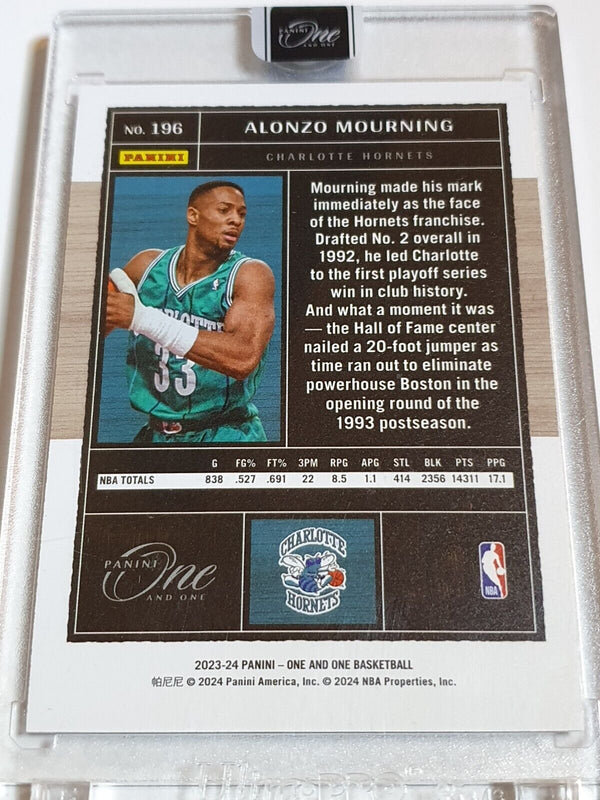 PANINI
One
AND ONE
NO. 196
ALONZO MOURNING
PANINI
CHARLOTTE HORNETS
Mourning made his mark
immediately as the face
of the Hornets franchise.
Drafted No. 2 overall in
1992, he led Charlotte
to the first playoff series
win in club history.
And what a moment it was
— the Hall of Fame center
nailed a 20-foot jumper as
time ran out to eliminate
powerhouse Boston in the
opening round of the
1993 postseason.
CHARLOTTE
33
G FG% FT% 3PM RPG APG STL BLK PTS PPG
NBA TOTALS 838 .527 .691 22 8.5 1.1 414 2356 14311 17.1
PANINI
One
AND ONE
CHARLOTTE
HORNETS
NBA
2023-24 PANINI – ONE AND ONE BASKETBALL
帕尼尼 © 2024 Panini America, Inc. © 2024 NBA Properties, Inc.